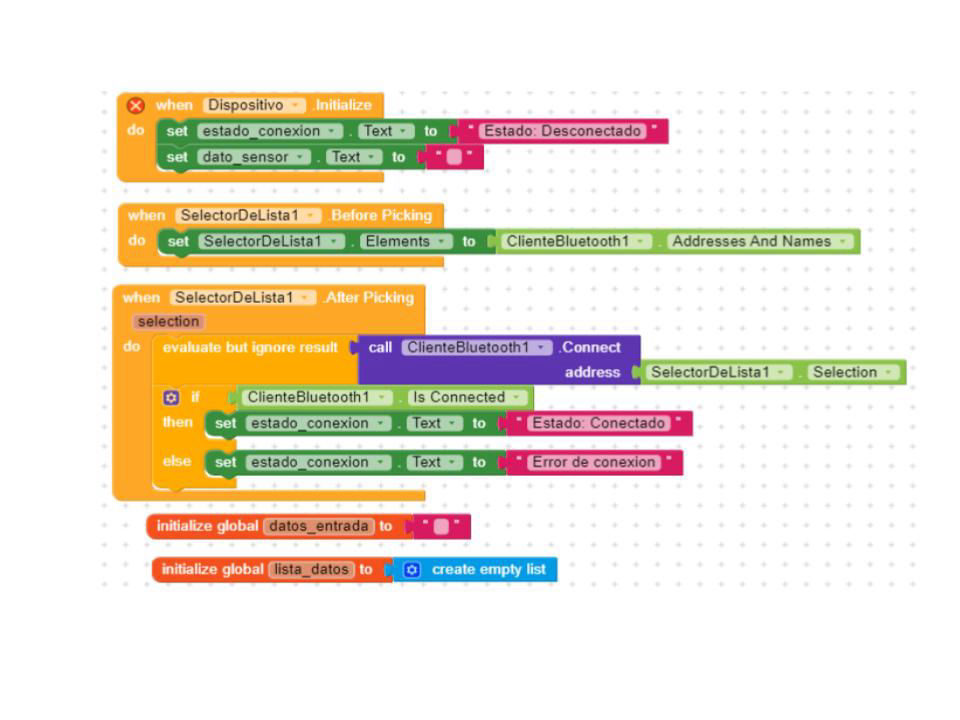 when Dispositivo .Initialize
do set estado_conexion . Text to " Estado: Desconectado "
set dato_sensor . Text to " "
when SelectorDeLista1 .Before Picking
do set SelectorDeLista1 . Elements to ClienteBluetooth1 . Addresses And Names
when SelectorDeLista1 .After Picking
selection
do evaluate but ignore result call ClienteBluetooth1 .Connect
address SelectorDeLista1 . Selection
if ClienteBluetooth1 . Is Connected
then set estado_conexion . Text to " Estado: Conectado "
else set estado_conexion . Text to " Error de conexion "
initialize global datos_entrada to " "
initialize global lista_datos to create empty list